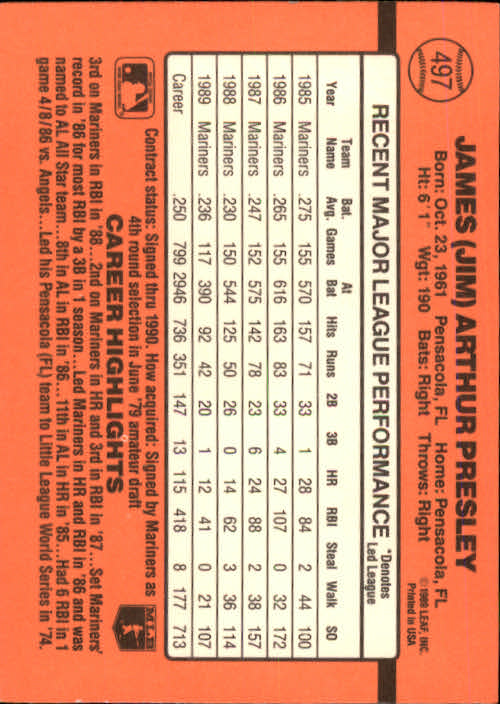 497
JAMES (JIM) ARTHUR PRESLEY
Born: Oct. 23, 1961 Pensacola, FL Home: Pensacola, FL
Ht: 6' 1" Wgt: 190 Bats: Right Throws: Right
© 1989 LEAF, INC.
Printed in USA
RECENT MAJOR LEAGUE PERFORMANCE
*Denotes
Led League
Year Team Name Bat. Avg. Games At Bat Hits Runs 2B 3B HR RBI Steal Walk SO
1985 Mariners .275 155 570 157 71 33 1 28 84 2 44 100
1986 Mariners .265 155 616 163 83 33 4 27 107 0 32 172
1987 Mariners .247 152 575 142 78 23 6 24 88 2 38 157
1988 Mariners .230 150 544 125 50 26 0 14 62 3 36 114
1989 Mariners .236 117 390 92 42 20 1 12 41 0 21 107
Career .250 799 2946 736 351 147 13 115 418 8 177 713
Contract status: Signed thru 1990. How acquired: Signed by Mariners as
4th round selection in June '79 amateur draft
CAREER HIGHLIGHTS
MLB
3rd on Mariners in RBI in '88...2nd on Mariners in HR and 3rd in RBI in '87...Set Mariners'
record in '86 for most RBI by a 3B in 1 season...Led Mariners in HR and RBI in '86 and was
named to AL All Star team...8th in AL in RBI in '86...11th in AL in HR in '85...Had 6 RBI in 1
game 4/8/86 vs. Angels...Led his Pensacola (FL) team to Little League World Series in '74.